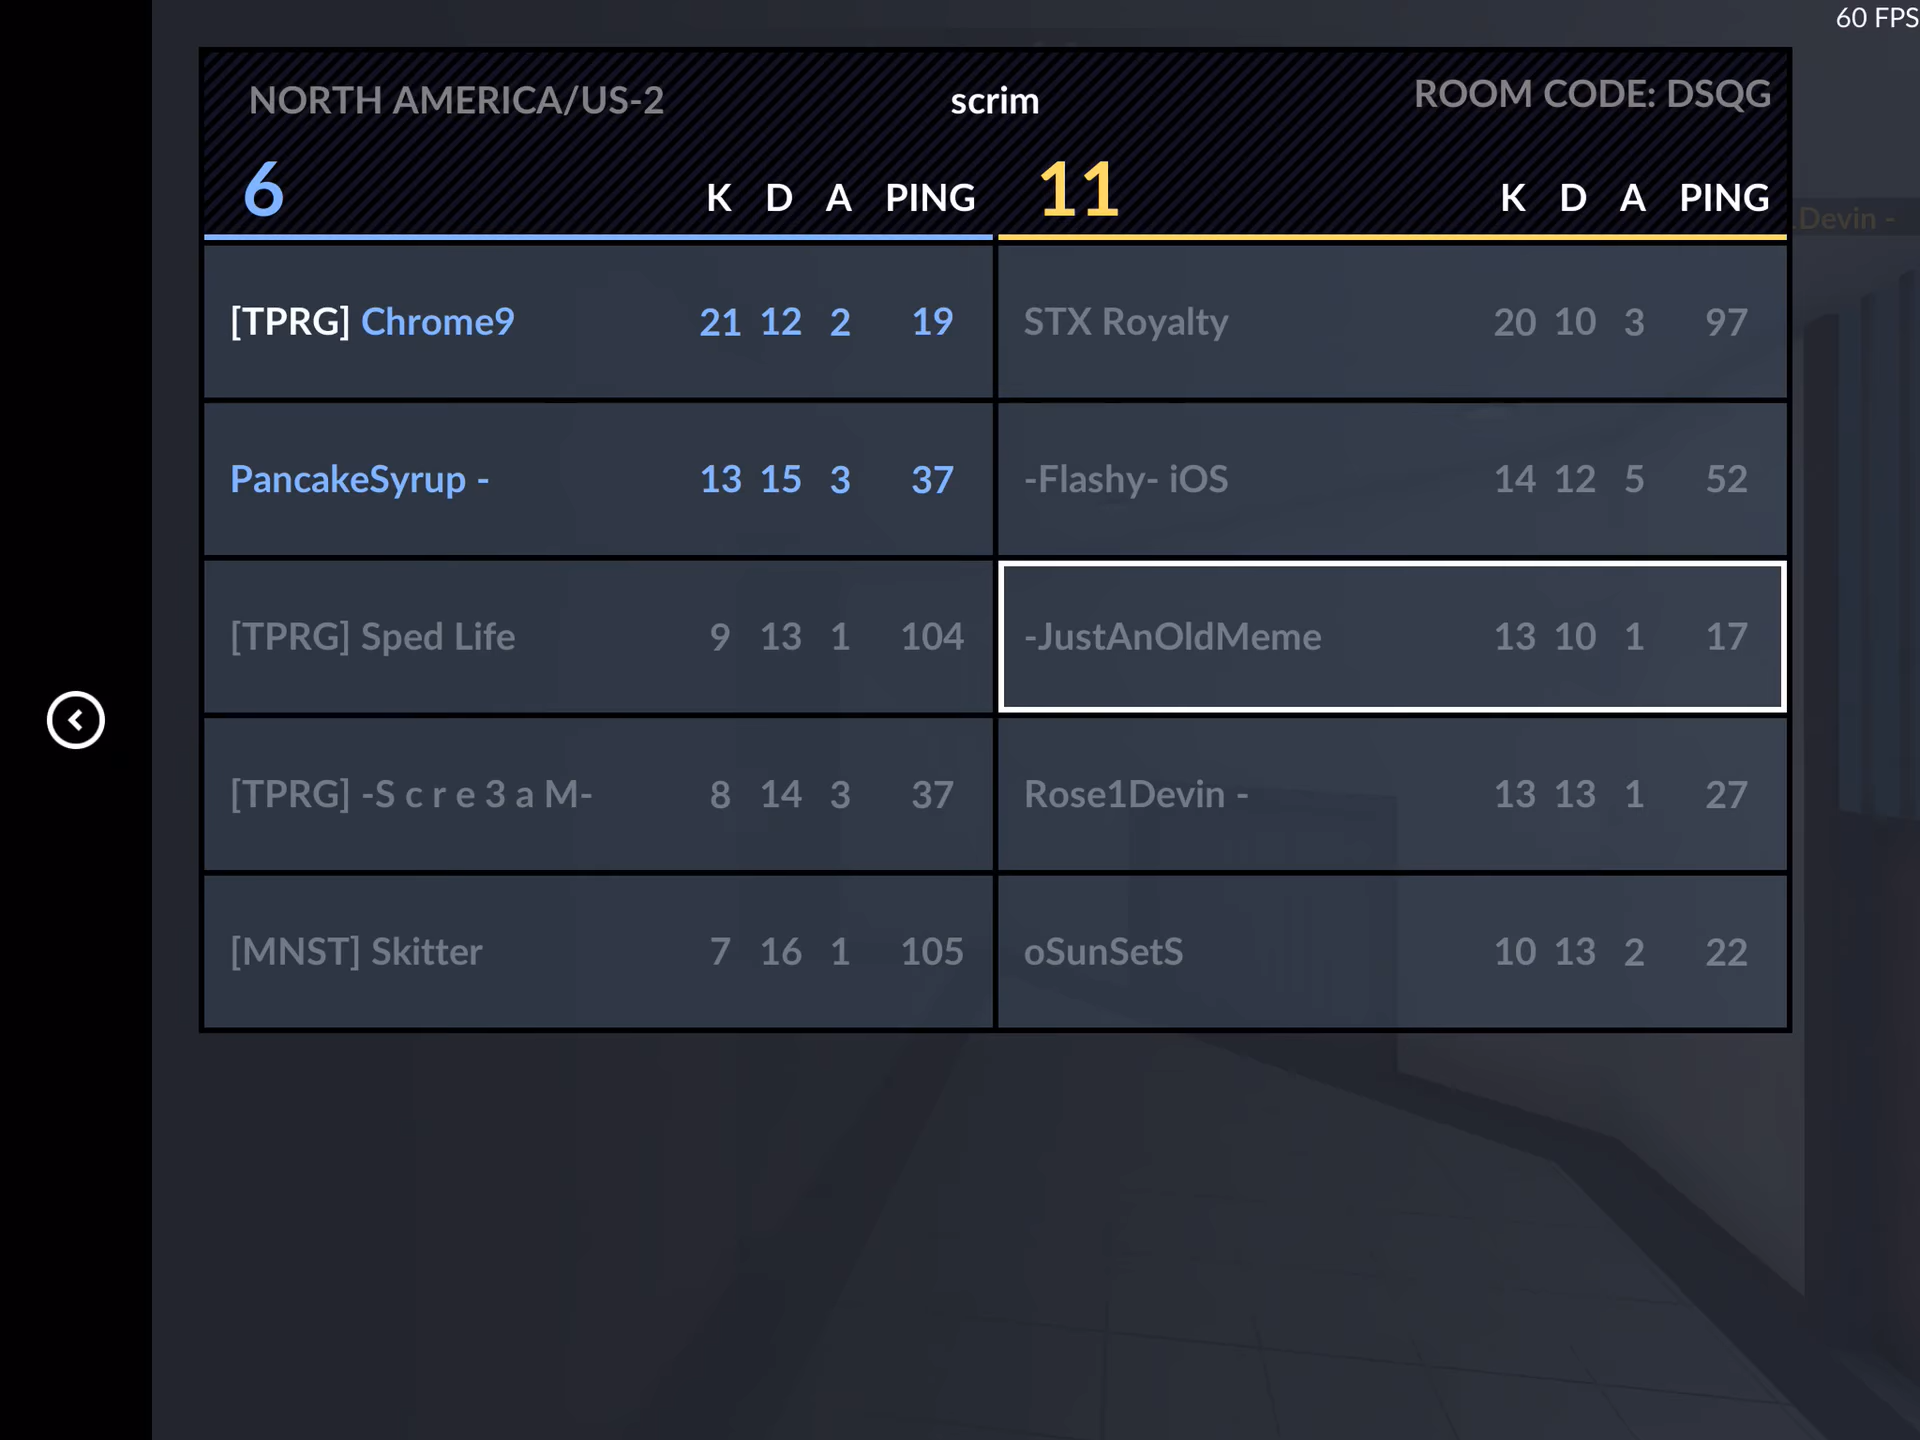 60 FPS
NORTH AMERICA/US-2 scrim ROOM CODE: DSQG
6 K D A PING 11 K D A PING
Devin -
[TPRG] Chrome9 21 12 2 19 STX Royalty 20 10 3 97
PancakeSyrup - 13 15 3 37 -Flashy- iOS 14 12 5 52
[TPRG] Sped Life 9 13 1 104 -JustAnOldMeme 13 10 1 17
[TPRG] -S c r e 3 a M- 8 14 3 37 Rose1Devin - 13 13 1 27
[MNST] Skitter 7 16 1 105 oSunSetS 10 13 2 22